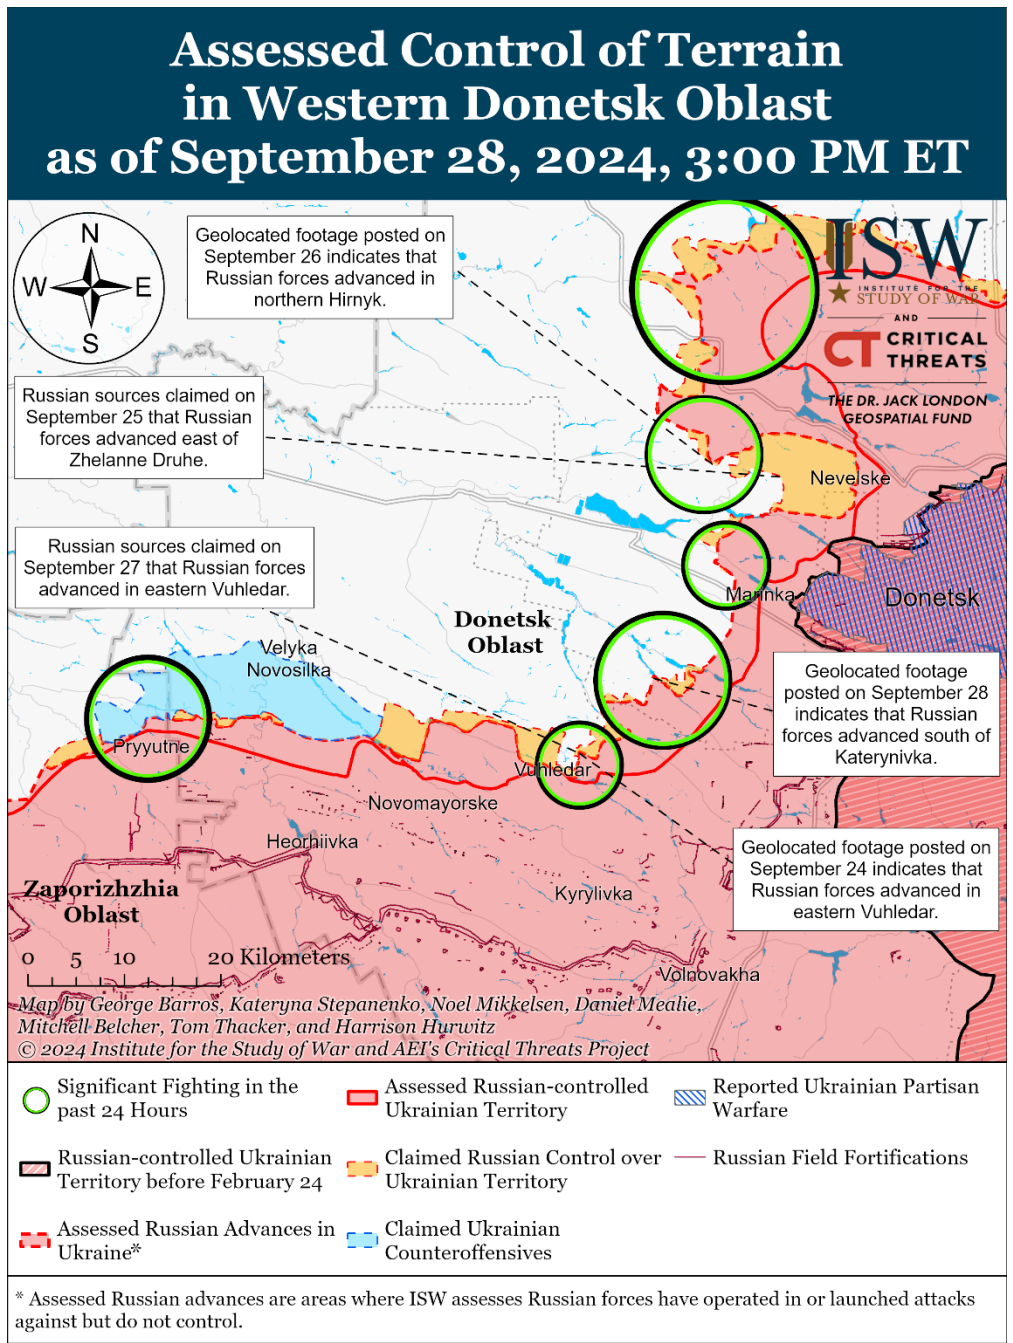 Assessed Control of Terrain
in Western Donetsk Oblast
as of September 28, 2024, 3:00 PM ET
N
W
E
S
Geolocated footage posted on
September 26 indicates that
Russian forces advanced in
northern Hirnyk.
ISW
INSTITUTE FOR THE
STUDY OF WAR
AND
CT CRITICAL
THREATS
THE DR. JACK LONDON
GEOSPATIAL FUND
Russian sources claimed on
September 25 that Russian
forces advanced east of
Zhelanne Druhe.
Nevelske
Russian sources claimed on
September 27 that Russian forces
advanced in eastern Vuhledar.
Marinka
Donetsk
Donetsk
Oblast
Velyka
Novosilka
Geolocated footage
posted on September 28
indicates that Russian
forces advanced south of
Katerynivka.
Pryyutne
Vuhledar
Novomayorske
Heorhiivka
Geolocated footage posted on
September 24 indicates that
Russian forces advanced in
eastern Vuhledar.
Zaporizhzhia
Oblast
Kyrylivka
Volnovakha
0 5 10 20 Kilometers
Map by George Barros, Kateryna Stepanenko, Noel Mikkelsen, Daniel Mealie,
Mitchell Belcher, Tom Thacker, and Harrison Hurwitz
© 2024 Institute for the Study of War and AEI's Critical Threats Project
Significant Fighting in the
past 24 Hours
Assessed Russian-controlled
Ukrainian Territory
Reported Ukrainian Partisan
Warfare
Russian-controlled Ukrainian
Territory before February 24
Claimed Russian Control over
Ukrainian Territory
Russian Field Fortifications
Assessed Russian Advances in
Ukraine*
Claimed Ukrainian
Counteroffensives
* Assessed Russian advances are areas where ISW assesses Russian forces have operated in or launched attacks
against but do not control.